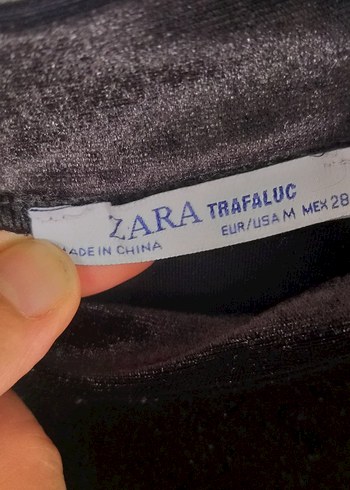 ZARA TRAFALUC
MADE IN CHINA EUR/USA M MEX 28